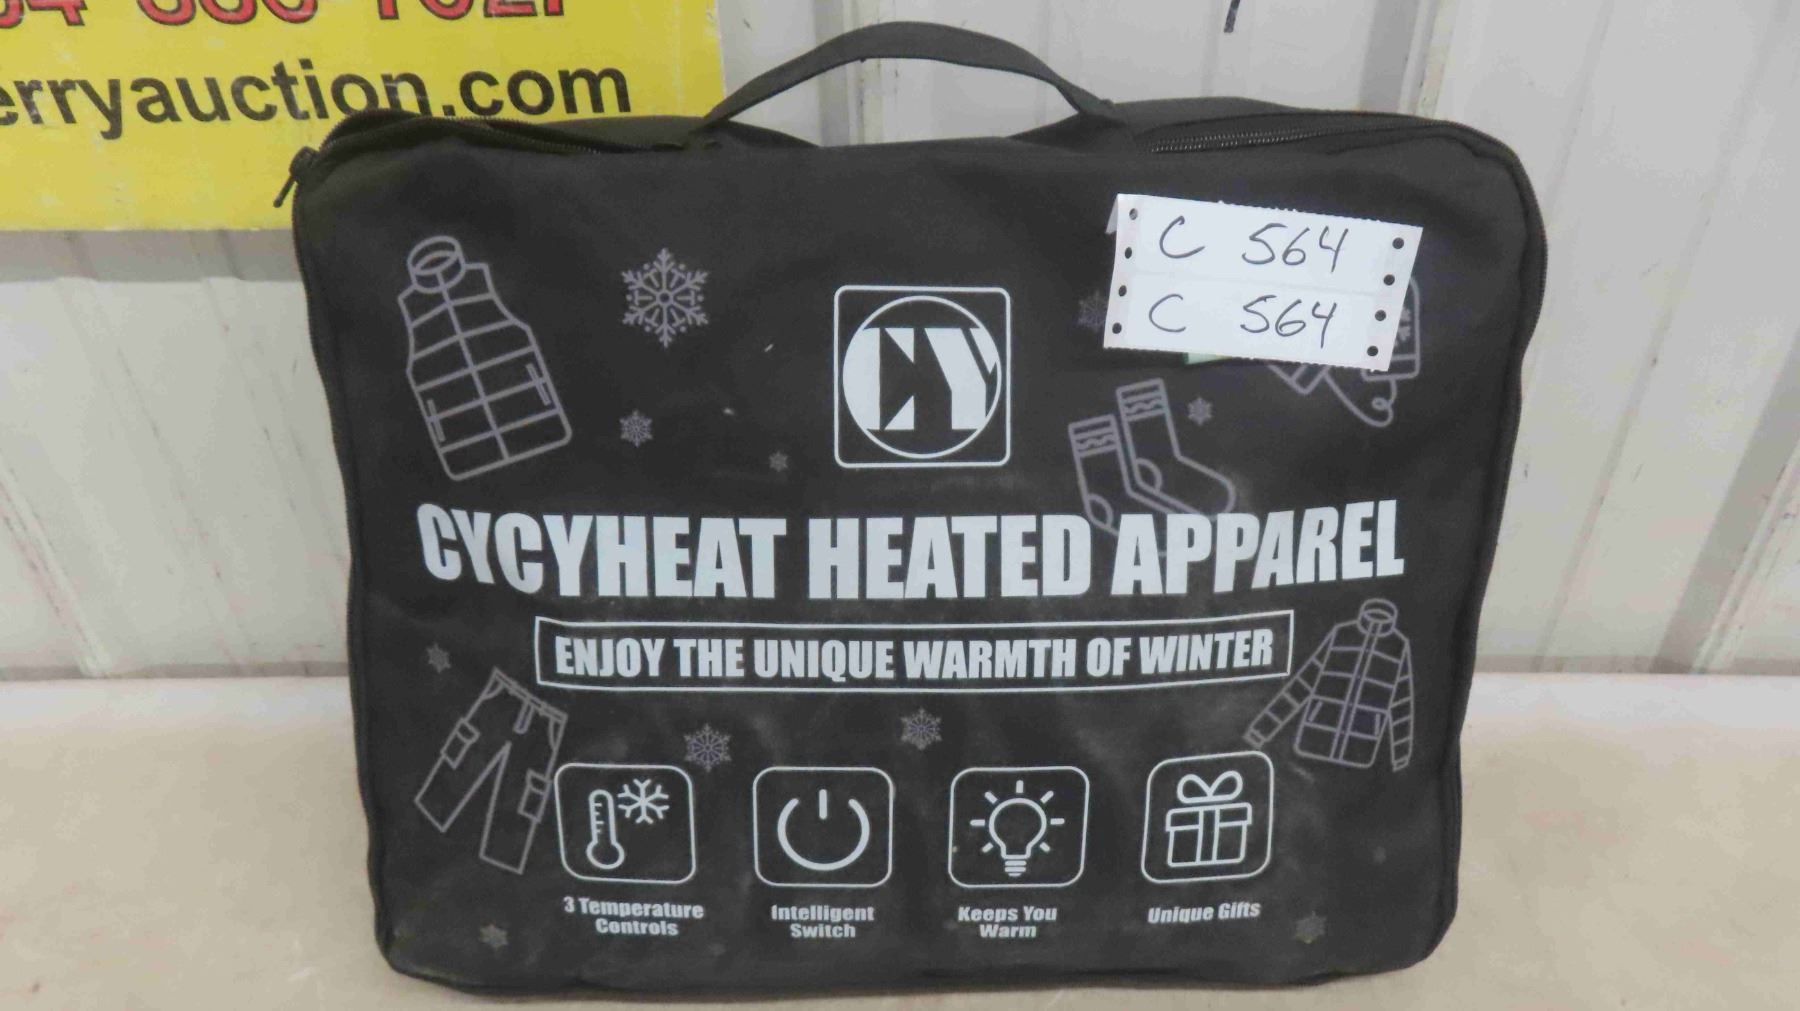 erryauction.com
C 564
C 564
CY
CYCYHEAT HEATED APPAREL
ENJOY THE UNIQUE WARMTH OF WINTER
3 Temperature
Controls
Intelligent
Switch
Keeps You
Warm
Unique Gifts